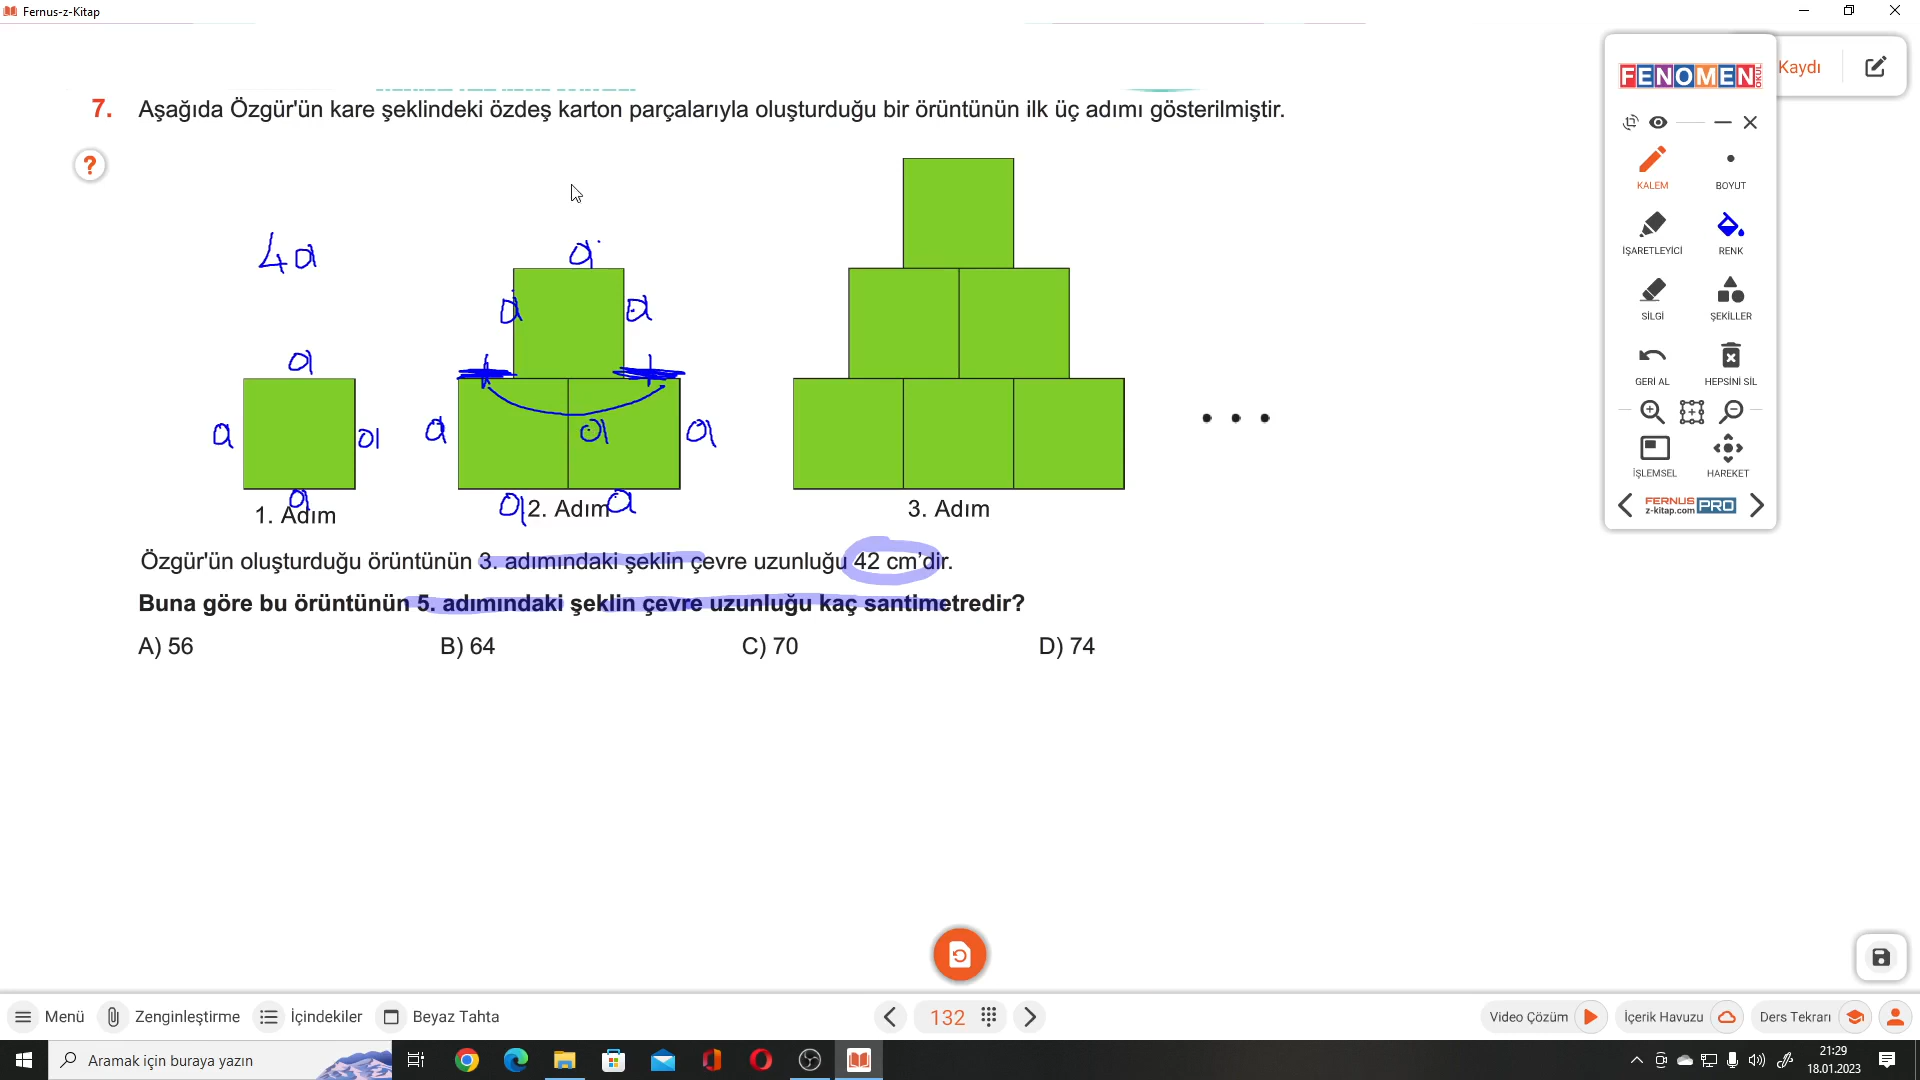 Fernus-z-Kitap
7. Aşağıda Özgür'ün kare şeklindeki özdeş karton parçalarıyla oluşturduğu bir örüntünün ilk üç adımı gösterilmiştir.
?
4a
a
a
a
a
1. Adım
a
a
a
a
a
a
a
a
2. Adım
3. Adım
Özgür'ün oluşturduğu örüntünün 3. adımındaki şeklin çevre uzunluğu 42 cm'dir.
Buna göre bu örüntünün 5. adımındaki şeklin çevre uzunluğu kaç santimetredir?
A) 56 B) 64 C) 70 D) 74
Kaydı
FENOMEN OKUL
KALEM BOYUT
İŞARETLEYİCİ RENK
SİLGİ ŞEKİLLER
GERİ AL HEPSİNİ SİL
İŞLEMSEL HAREKET
FERNUS z-kitap.com PRO
Menü Zenginleştirme İçindekiler Beyaz Tahta 132 Video Çözüm İçerik Havuzu Ders Tekrarı
Aramak için buraya yazın
21:29
18.01.2023